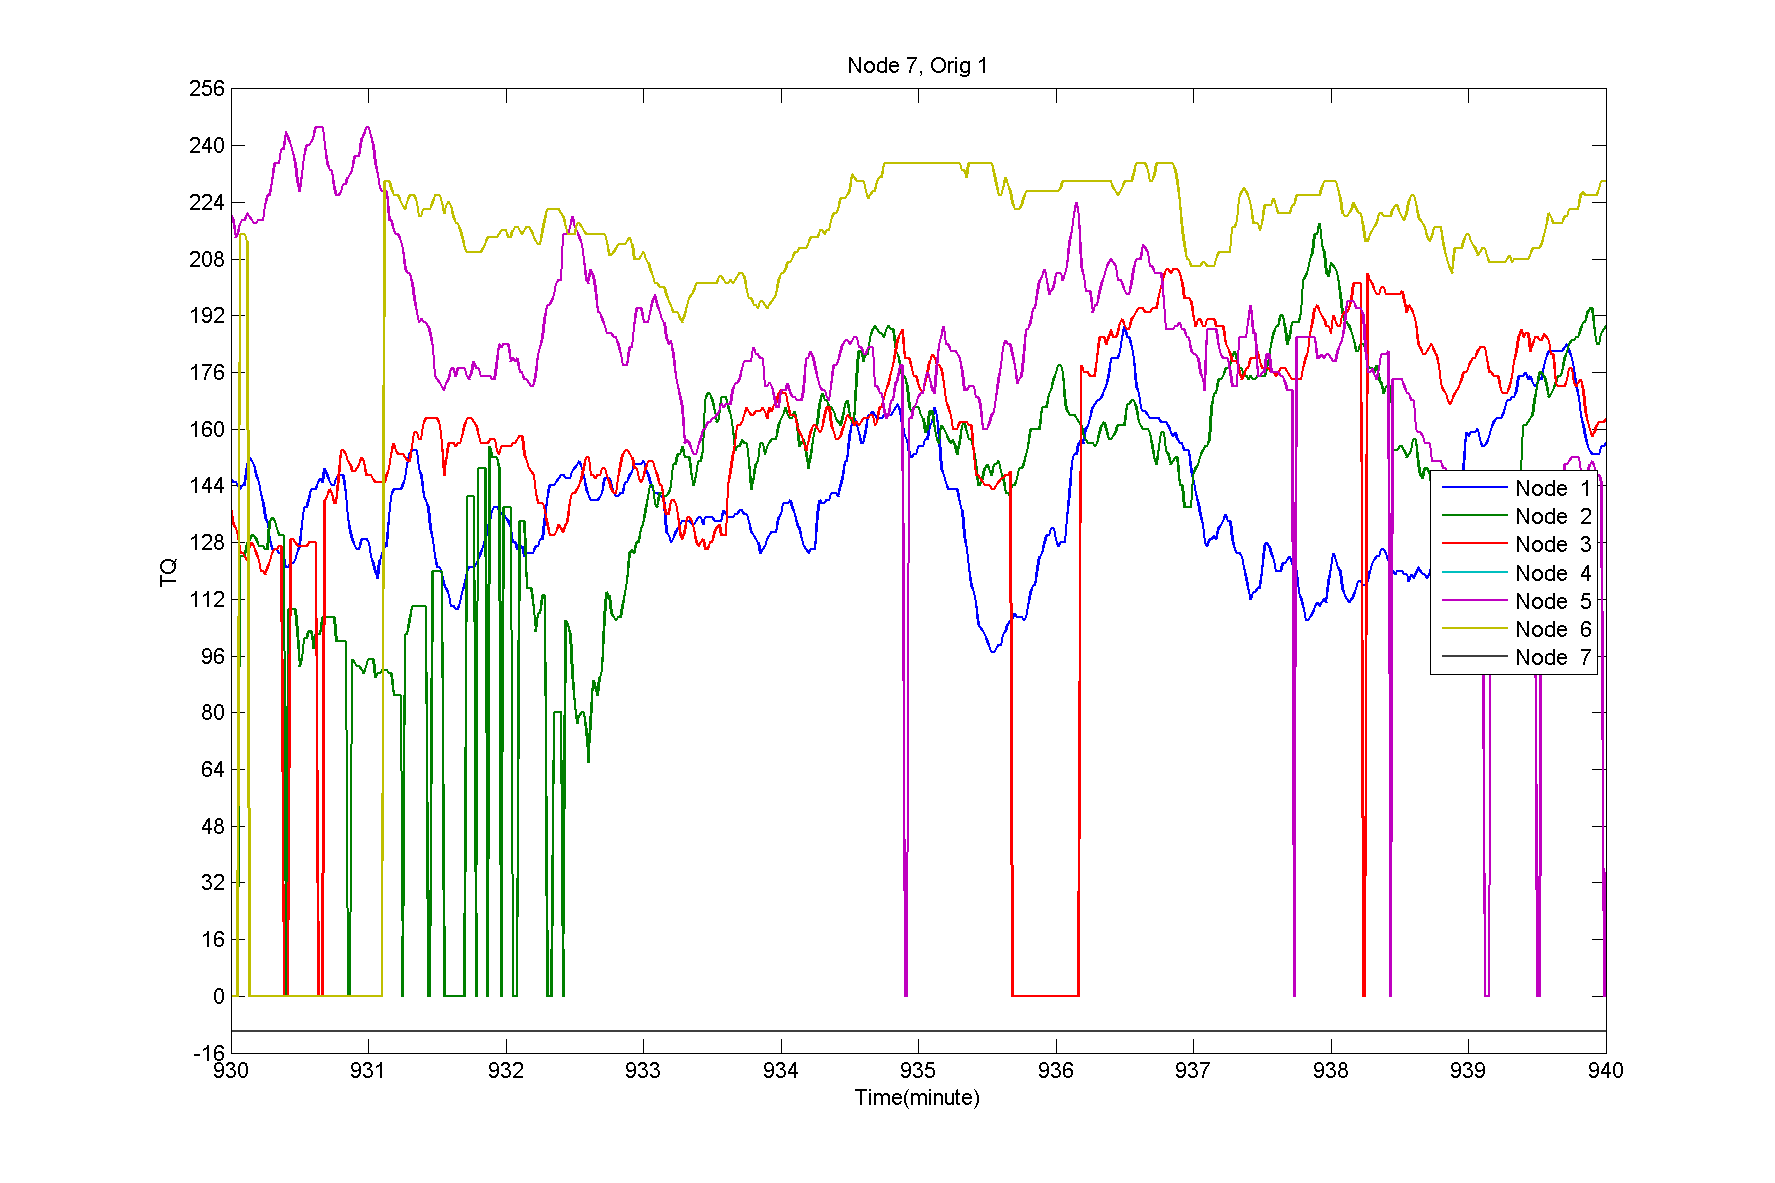 Node 7, Orig 1
256
240
224
208
192
176
160
144
128
112
96
80
64
48
32
16
0
-16
TQ
930 931 932 933 934 935 936 937 938 939 940
Time(minute)
Node 1
Node 2
Node 3
Node 4
Node 5
Node 6
Node 7